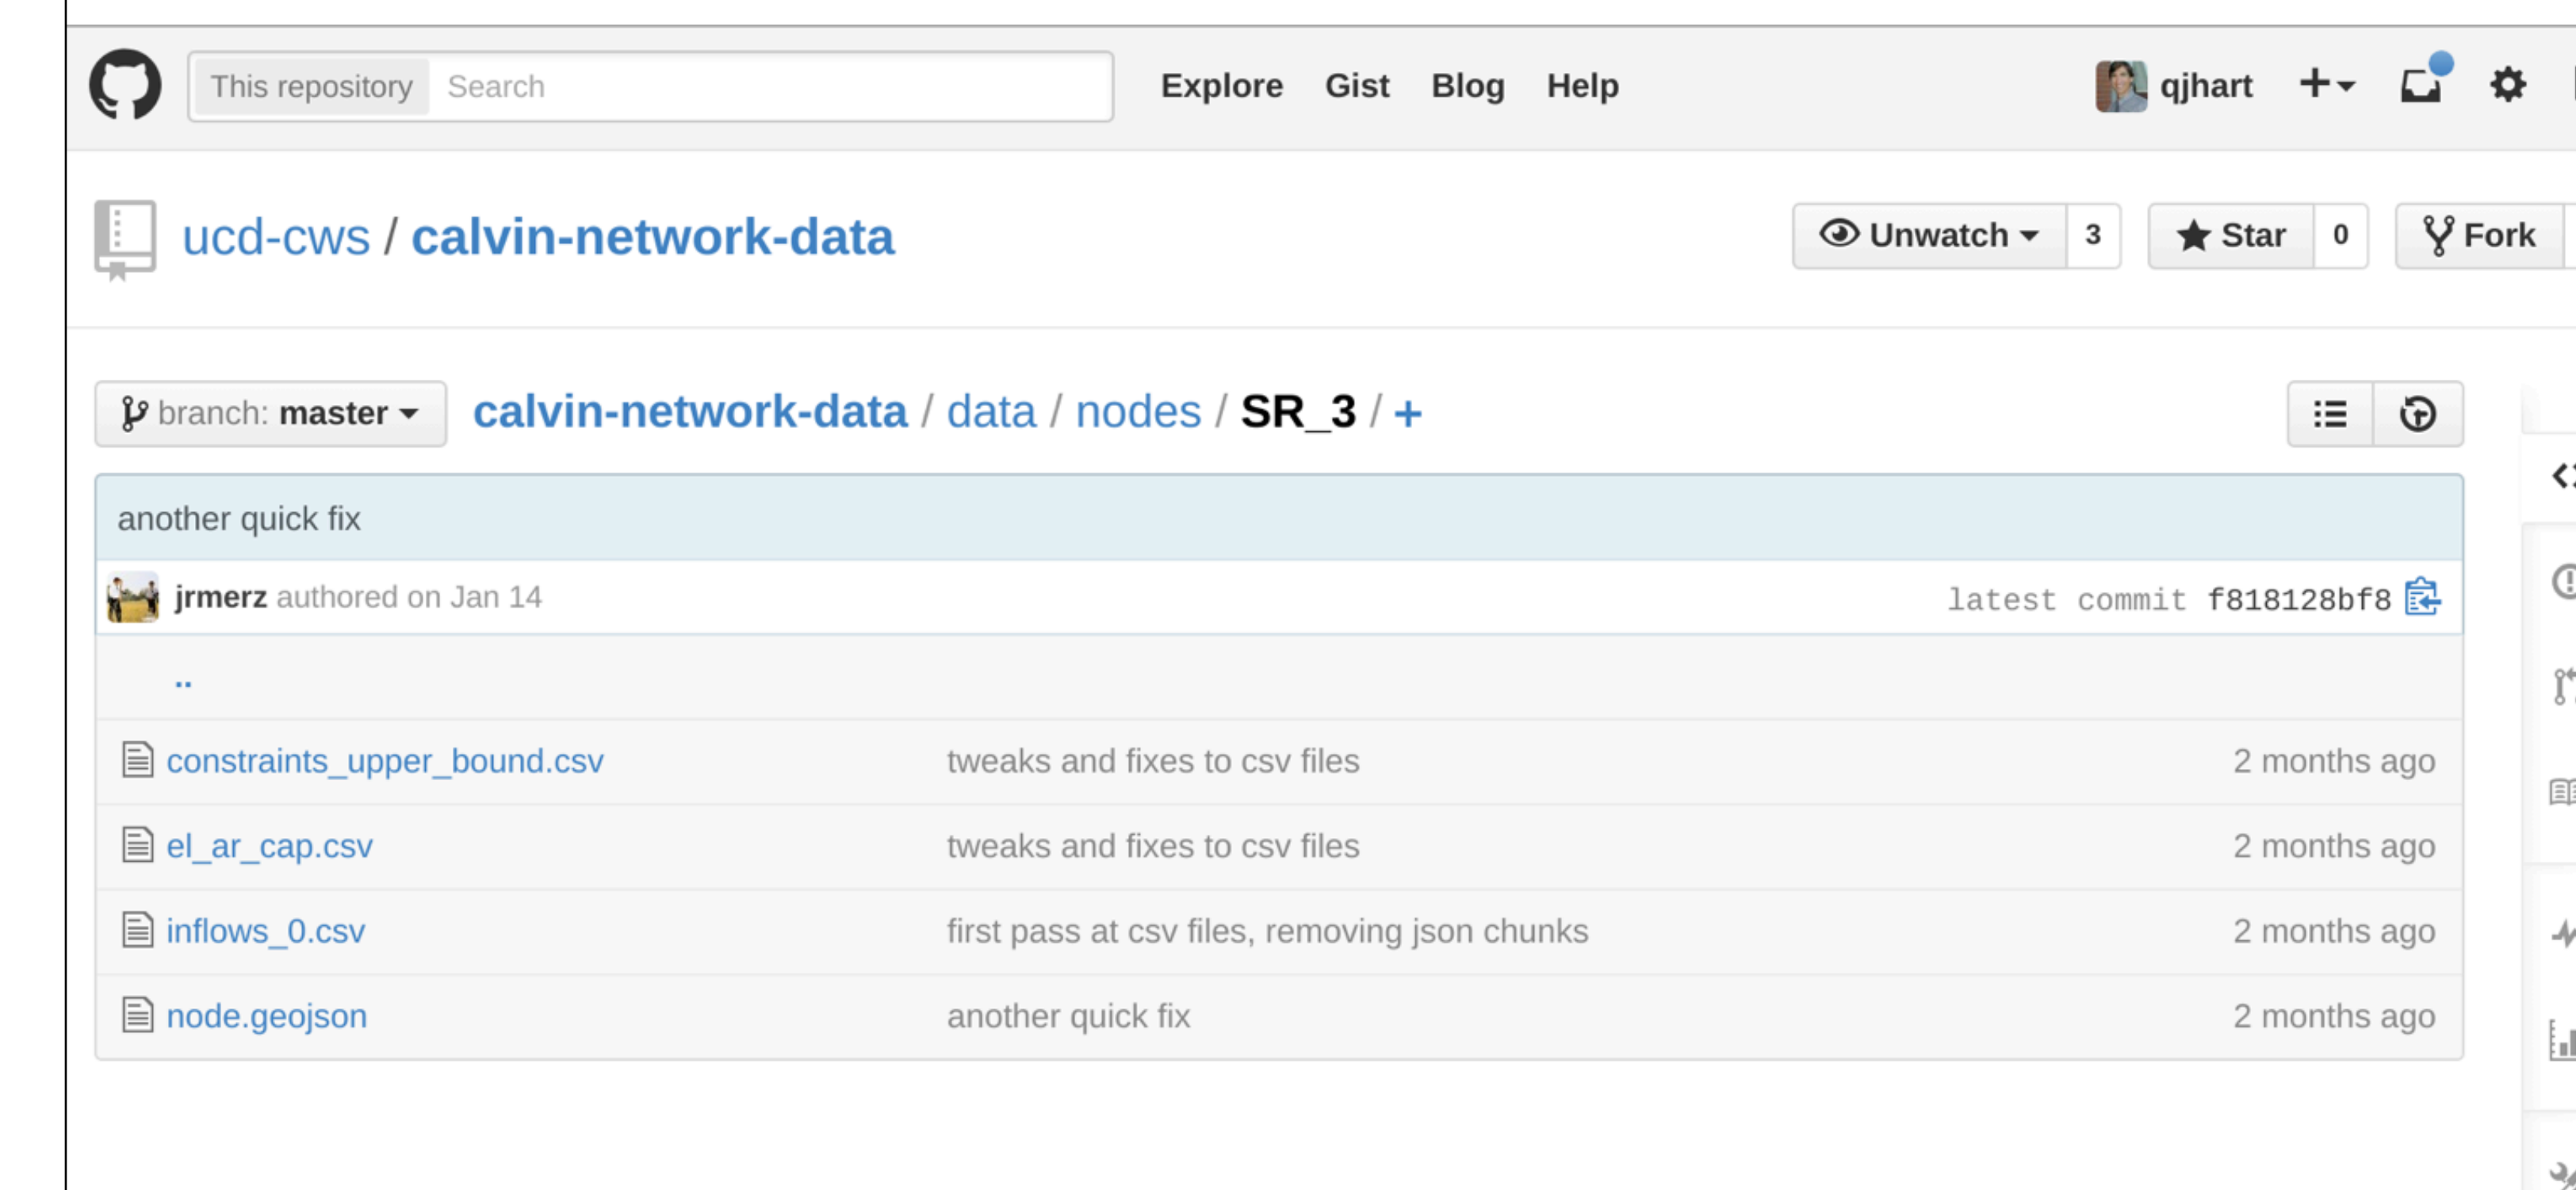 This repository Search Explore Gist Blog Help qjhart
ucd-cws / calvin-network-data Unwatch 3 Star 0 Fork
branch: master calvin-network-data / data / nodes / SR_3 / +
another quick fix
jrmerz authored on Jan 14 latest commit f818128bf8
..
constraints_upper_bound.csv tweaks and fixes to csv files 2 months ago
el_ar_cap.csv tweaks and fixes to csv files 2 months ago
inflows_0.csv first pass at csv files, removing json chunks 2 months ago
node.geojson another quick fix 2 months ago